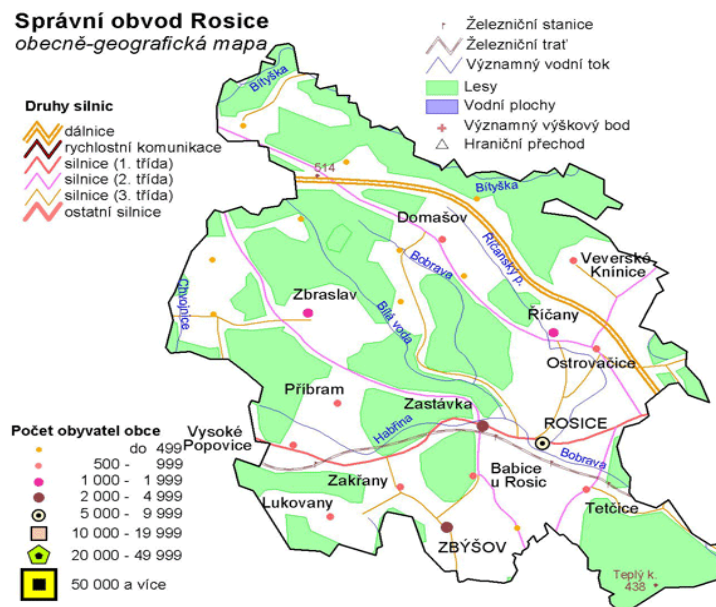 Správní obvod Rosice
obecně-geografická mapa
Druhy silnic
dálnice
rychlostní komunikace
silnice (1. třída)
silnice (2. třída)
silnice (3. třída)
ostatní silnice
Železniční stanice
Železniční trať
Významný vodní tok
Lesy
Vodní plochy
Významný výškový bod
Hraniční přechod
Bítyška
514
Bítyška
Domašov
Říčanský p.
Veverské
Knínice
Bobrava
Chvojnice
Zbraslav
Bílá voda
Říčany
Ostrovačice
Příbram
Zastávka
ROSICE
Habřina
Vysoké
Popovice
Bobrava
Zakřany
Babice
u Rosic
Lukovany
Tetčice
ZBÝŠOV
Teplý k.
438
Počet obyvatel obce
do 499
500 - 999
1 000 - 1 999
2 000 - 4 999
5 000 - 9 999
10 000 - 19 999
20 000 - 49 999
50 000 a více